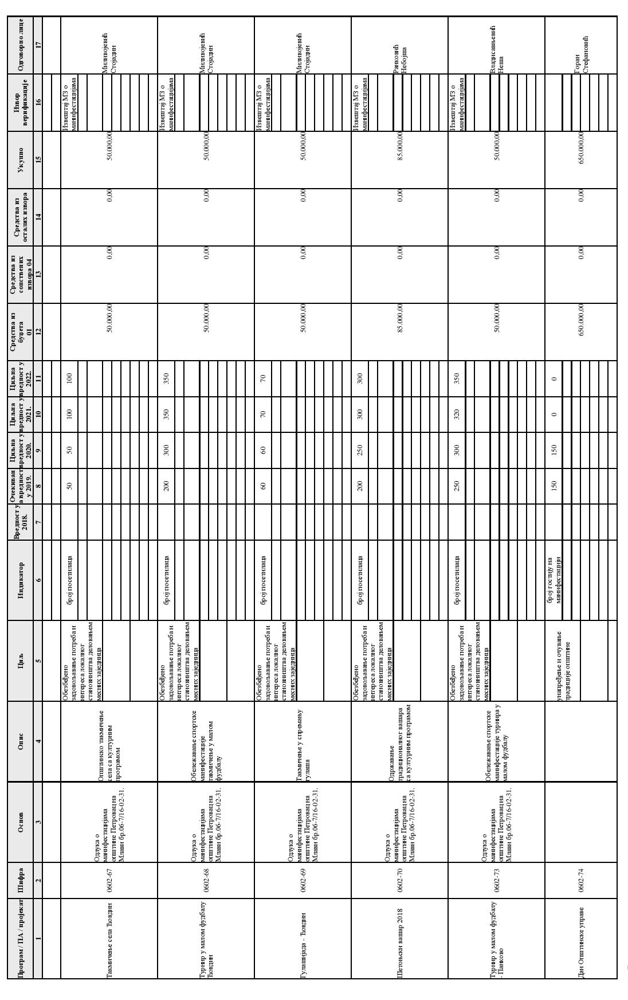 Програм / ПА / пројекат
Шифра
Основ
Опис
Циљ
Индикатор
Вредност у
2018.
Очекиван
а вредност
у 2019.
Циљна
вредност у
2020.
Циљна
вредност у
2021.
Циљна
вредност у
2022.
Средства из
буџета
01
Средства из
сопствених
извора 04
Средства из
осталих извора
Укупно
Извор
верификације
Одговорно лице
1
2
3
4
5
6
7
8
9
10
11
12
13
14
15
16
17
Такмичење села Ћовдин
0602-67
Одлука о
манифестацијама
општине Петровац на
Млави бр.06-7/16-02-31.
Општинско такмичење
села са културним
програмом
Обезбеђено
задовољавање потреба и
интереса локалног
становништва деловањем
месних заједница
број посетилаца
50
50
100
100
50.000,00
0,00
0,00
50.000,00
Извештај МЗ о
манифестацијама
Миливојевић
Стојадин
Турнир у малом фудбалу
Ћовдин
0602-68
Одлука о
манифестацијама
општине Петровац на
Млави бр.06-7/16-02-31.
Обележавање спортске
манифестације
такмичење у малом
фудбалу
Обезбеђено
задовољавање потреба и
интереса локалног
становништва деловањем
месних заједница
број посетилаца
200
300
350
350
50.000,00
0,00
0,00
50.000,00
Извештај МЗ о
манифестацијама
Миливојевић
Стојадин
Гулашијада - Ћовдин
0602-69
Одлука о
манифестацијама
општине Петровац на
Млави бр.06-7/16-02-31.
Такмичење у спремању
гулаша
Обезбеђено
задовољавање потреба и
интереса локалног
становништва деловањем
месних заједница
број посетилаца
60
60
70
70
50.000,00
0,00
0,00
50.000,00
Извештај МЗ о
манифестацијама
Миливојевић
Стојадин
Шетоњски вашар 2018
0602-70
Одлука о
манифестацијама
општине Петровац на
Млави бр.06-7/16-02-31.
Одржавање
традиционалног вашара
са културним програмом
Обезбеђено
задовољавање потреба и
интереса локалног
становништва деловањем
месних заједница
број посетилаца
200
250
300
300
85.000,00
0,00
0,00
85.000,00
Извештај МЗ о
манифестацијама
Ранковић
Небојша
Турнир у малом фудбалу
- Панково
0602-73
Одлука о
манифестацијама
општине Петровац на
Млави бр.06-7/16-02-31.
Обележавање спортске
манифестације турнира у
малом фудбалу
Обезбеђено
задовољавање потреба и
интереса локалног
становништва деловањем
месних заједница
број посетилаца
250
300
320
350
50.000,00
0,00
0,00
50.000,00
Извештај МЗ о
манифестацијама
Владисављевић
Неша
Дан Општинске управе
0602-74
унапређење и очување
традиције општине
број гостију на
манифестацији
150
150
0
0
650.000,00
0,00
0,00
650.000,00
Горан
Стефановић